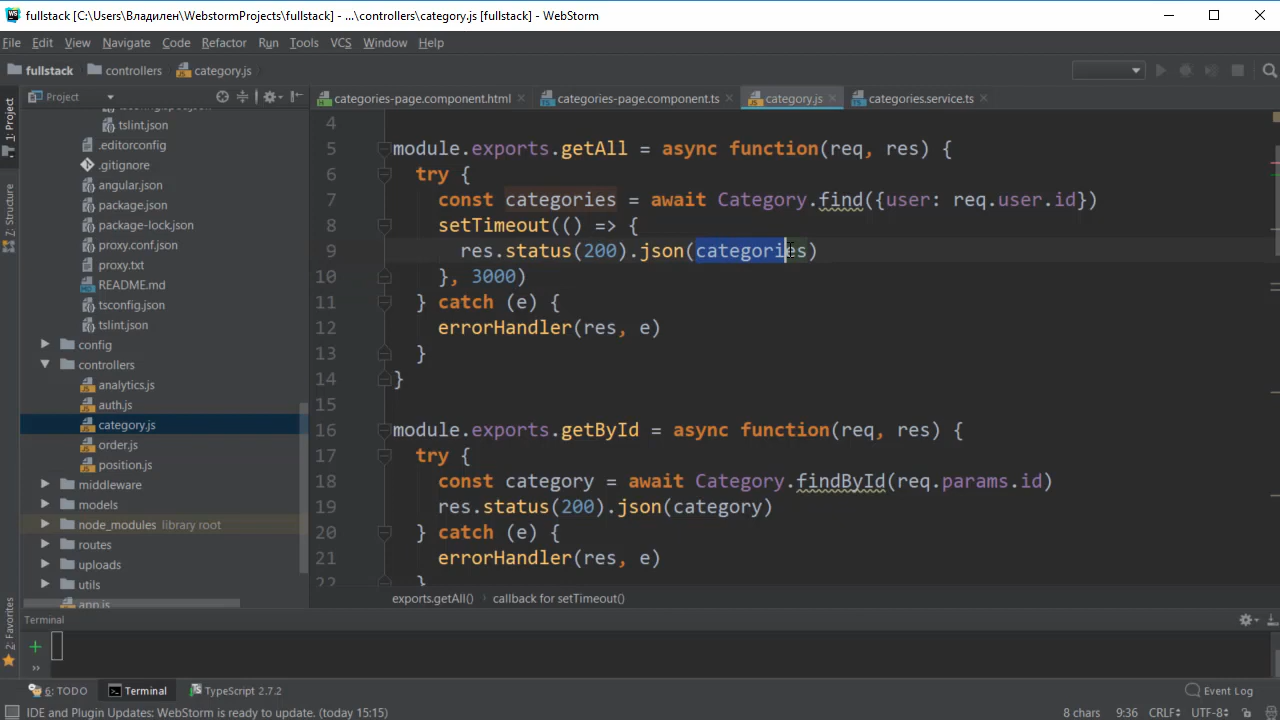 fullstack [C:\Users\Владилен\WebstormProjects\fullstack] - ...\controllers\category.js [fullstack] - WebStorm
File Edit View Navigate Code Refactor Run Tools VCS Window Help
fullstack controllers category.js
1: Project
Z: Structure
2: Favorites
Project
tslint.json
.editorconfig
.gitignore
angular.json
package.json
package-lock.json
proxy.conf.json
proxy.txt
README.md
tsconfig.json
tslint.json
config
controllers
analytics.js
auth.js
category.js
order.js
position.js
middleware
models
node_modules library root
routes
uploads
utils
app.js
categories-page.component.html categories-page.component.ts category.js categories.service.ts
4
5 module.exports.getAll = async function(req, res) {
6 try {
7 const categories = await Category.find({user: req.user.id})
8 setTimeout(() => {
9 res.status(200).json(categories)
10 }, 3000)
11 } catch (e) {
12 errorHandler(res, e)
13 }
14 }
15
16 module.exports.getById = async function(req, res) {
17 try {
18 const category = await Category.findById(req.params.id)
19 res.status(200).json(category)
20 } catch (e) {
21 errorHandler(res, e)
22 }
exports.getAll() callback for setTimeout()
Terminal
6: TODO Terminal TypeScript 2.7.2 Event Log
IDE and Plugin Updates: WebStorm is ready to update. (today 15:15) 8 chars 9:36 CRLF UTF-8